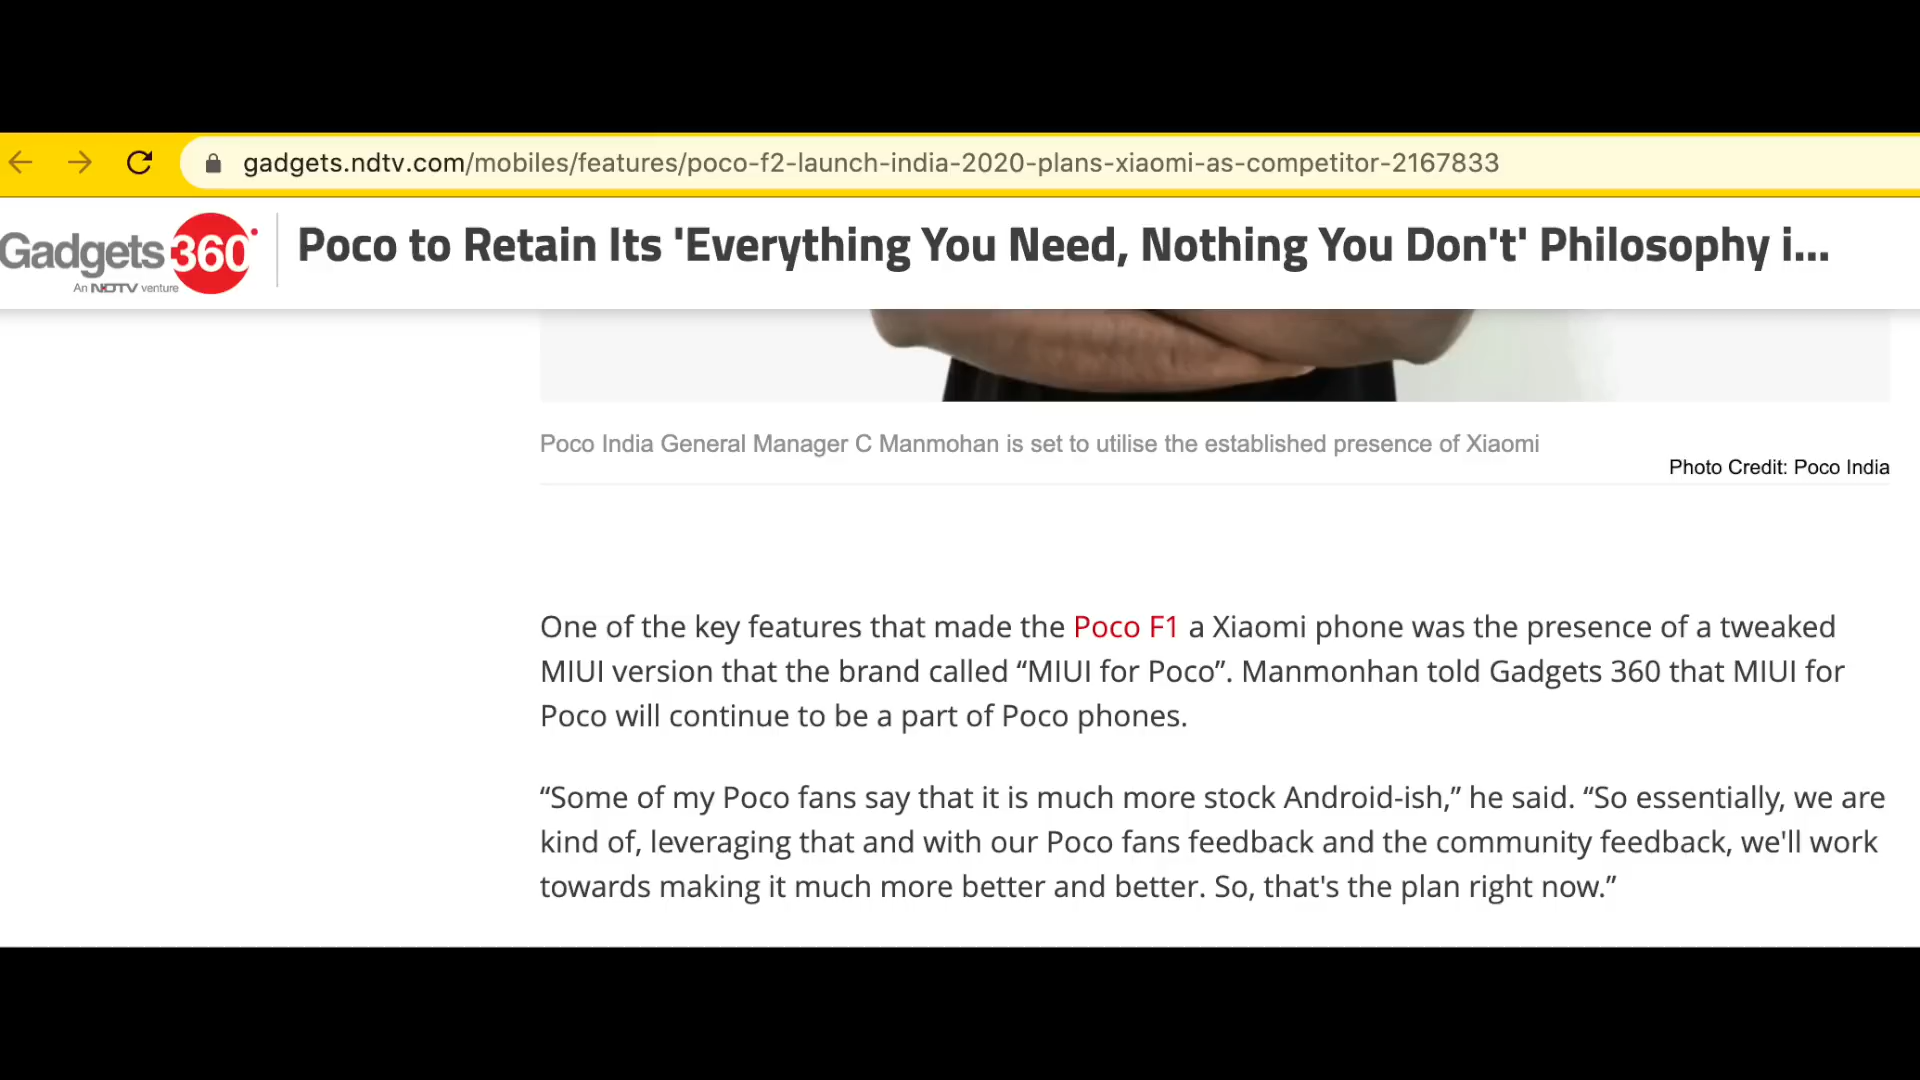 gadgets.ndtv.com/mobiles/features/poco-f2-launch-india-2020-plans-xiaomi-as-competitor-2167833
Gadgets 360
An NDTV venture
Poco to Retain Its 'Everything You Need, Nothing You Don't' Philosophy i...
Poco India General Manager C Manmohan is set to utilise the established presence of Xiaomi
Photo Credit: Poco India
One of the key features that made the Poco F1 a Xiaomi phone was the presence of a tweaked
MIUI version that the brand called “MIUI for Poco”. Manmonhan told Gadgets 360 that MIUI for
Poco will continue to be a part of Poco phones.
“Some of my Poco fans say that it is much more stock Android-ish,” he said. “So essentially, we are
kind of, leveraging that and with our Poco fans feedback and the community feedback, we'll work
towards making it much more better and better. So, that's the plan right now.”